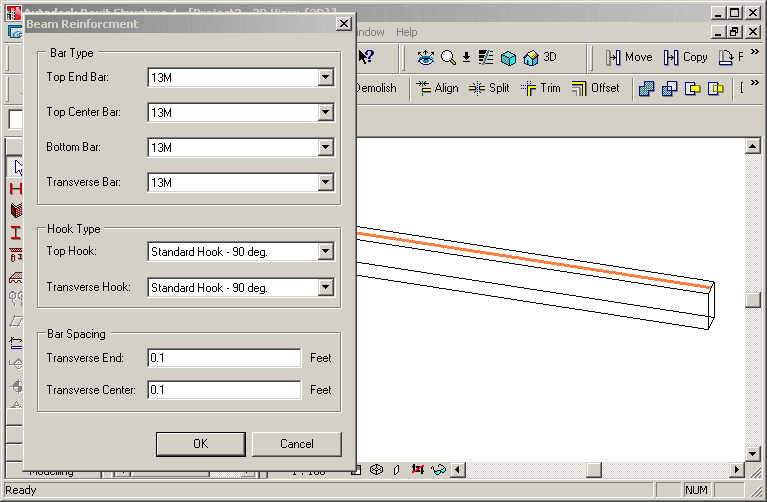 Autodesk Revit Structure 4 - [Project2 - 3D View {3D}]
Beam Reinforcment
indow Help
3D Move Copy
Demolish Align Split Trim Offset
Bar Type
Top End Bar: 13M
Top Center Bar: 13M
Bottom Bar: 13M
Transverse Bar: 13M
Hook Type
Top Hook: Standard Hook - 90 deg.
Transverse Hook: Standard Hook - 90 deg.
Bar Spacing
Transverse End: 0.1 Feet
Transverse Center: 0.1 Feet
OK Cancel
Modelling
1 : 100
Ready NUM